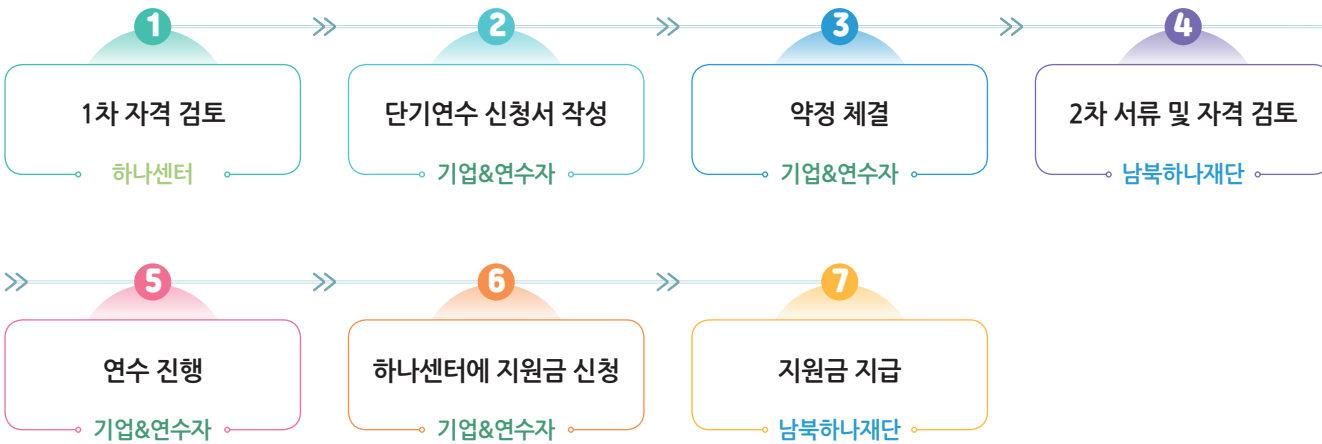 1
1차 자격 검토
하나센터
2
단기연수 신청서 작성
기업&연수자
3
약정 체결
기업&연수자
4
2차 서류 및 자격 검토
남북하나재단
5
연수 진행
기업&연수자
6
하나센터에 지원금 신청
기업&연수자
7
지원금 지급
남북하나재단